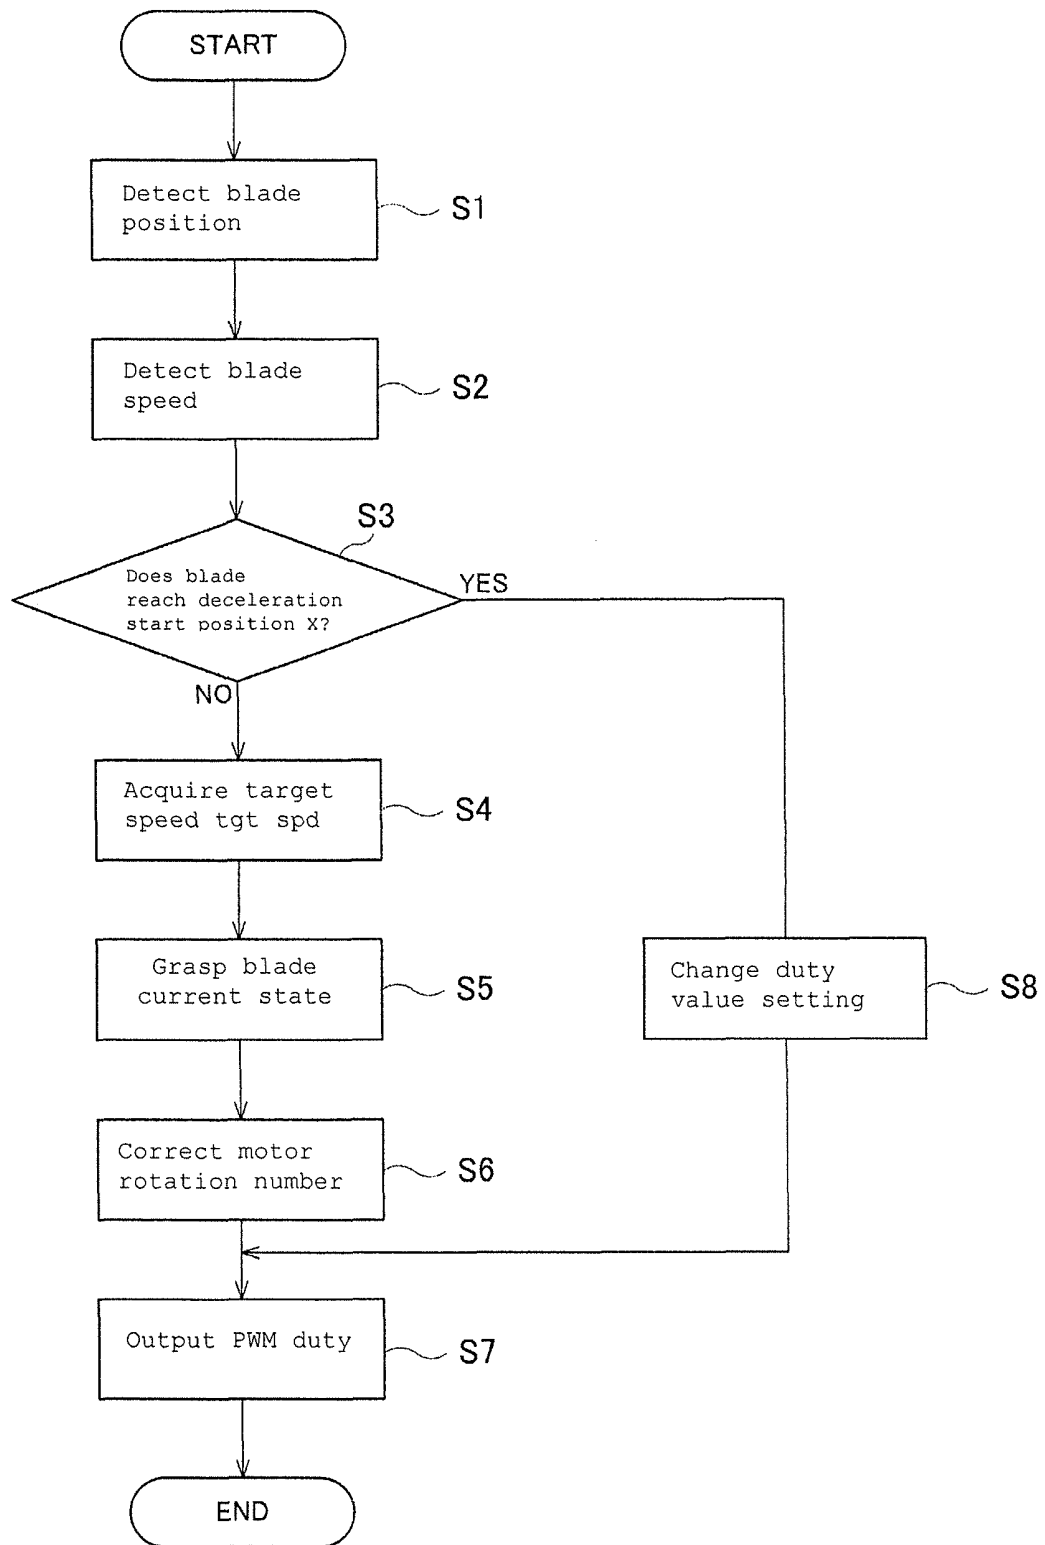 START
Detect blade
position
S1
Detect blade
speed
S2
S3
Does blade
reach deceleration
start position X?
YES
NO
Acquire target
speed tgt spd
S4
Grasp blade
current state
S5
Change duty
value setting
S8
Correct motor
rotation number
S6
Output PWM duty
S7
END